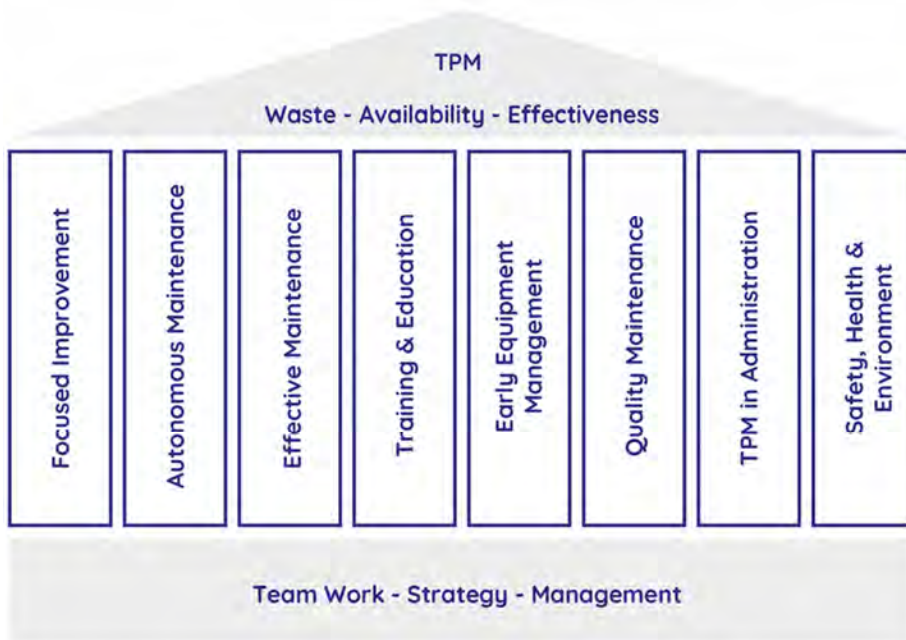 TPM
Waste - Availability - Effectiveness
Focused Improvement
Autonomous Maintenance
Effective Maintenance
Training & Education
Early Equipment
Management
Quality Maintenance
TPM in Administration
Safety, Health &
Environment
Team Work - Strategy - Management